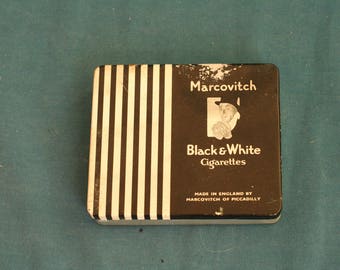 Marcovitch
Black & White
Cigarettes
MADE IN ENGLAND BY
MARCOVITCH OF PICCADILLY